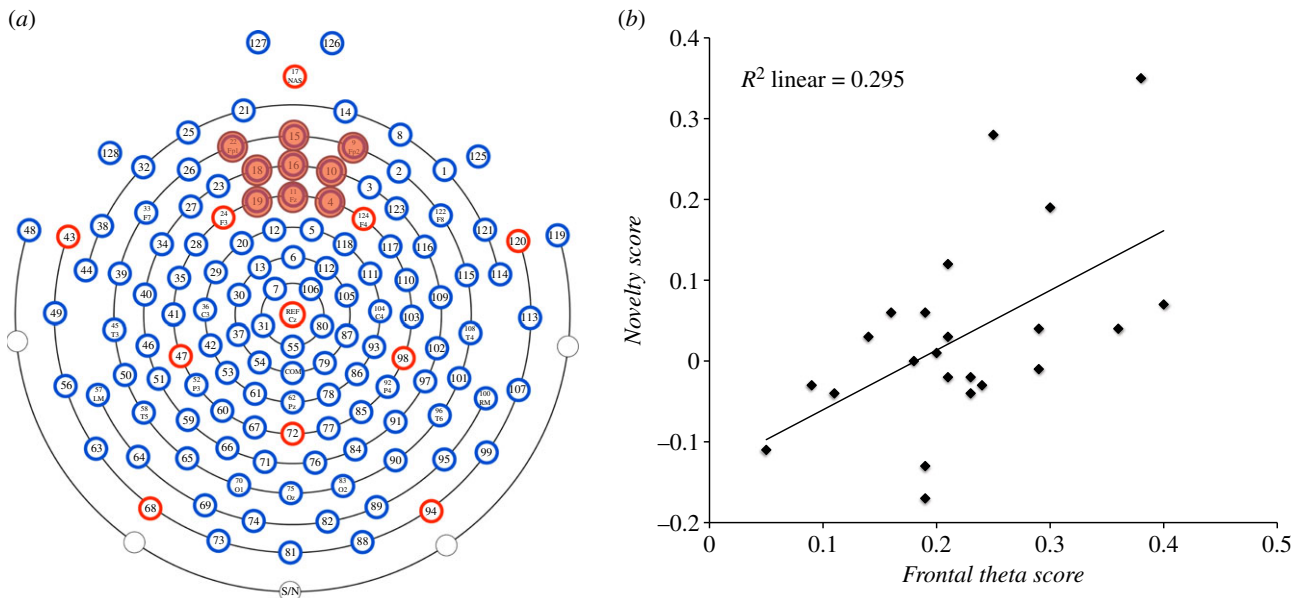 (a)
127 126
17
NAS
21 14
25 15 8
22
Fp1
9
Fp2
128 125
32 26 18 16 10 2 1
23 3
19 11
Fz
4
33
F7
24
F3
124
F4
123 122
F8
48 43 38 34 28 20 12 5 118 117 116 121 120 119
44 39 35 29 13 6 112 111 110 115 114
40 30 7 106 105 109
49 45
T3
41 36
C3
31 REF
Cz
80 104
C4
103 108
T4
113
46 47 42 37 55 87 93 98 102
56 50 51 53 54 COM 79 86 97 101 107
57
LM
52
P3
61 62
Pz
78 92
P4
100
RM
58
T5
59 60 67 72 77 85 91 96
T6
63 64 65 66 71 76 84 90 95 99
70
O1
75
Oz
83
O2
68 69 74 82 89 94
73 81 88
S/N
(b)
0.4
R2 linear = 0.295
0.3
0.2
0.1
0
–0.1
–0.2
Novelty score
0 0.1 0.2 0.3 0.4 0.5
Frontal theta score